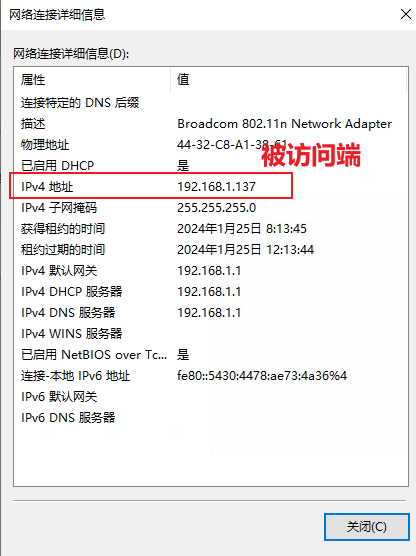 网络连接详细信息
网络连接详细信息(D):
属性 值
连接特定的 DNS 后缀
描述 Broadcom 802.11n Network Adapter
物理地址 44-32-C8-A1-38-61
被访问端
已启用 DHCP 是
IPv4 地址 192.168.1.137
IPv4 子网掩码 255.255.255.0
获得租约的时间 2024年1月25日 8:13:45
租约过期的时间 2024年1月25日 12:13:44
IPv4 默认网关 192.168.1.1
IPv4 DHCP 服务器 192.168.1.1
IPv4 DNS 服务器 192.168.1.1
IPv4 WINS 服务器
已启用 NetBIOS over Tc... 是
连接-本地 IPv6 地址 fe80::5430:4478:ae73:4a36%4
IPv6 默认网关
IPv6 DNS 服务器
关闭(C)